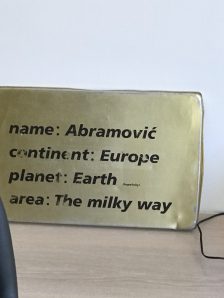 name: Abramović
continent: Europe
planet: Earth
area: The milky way